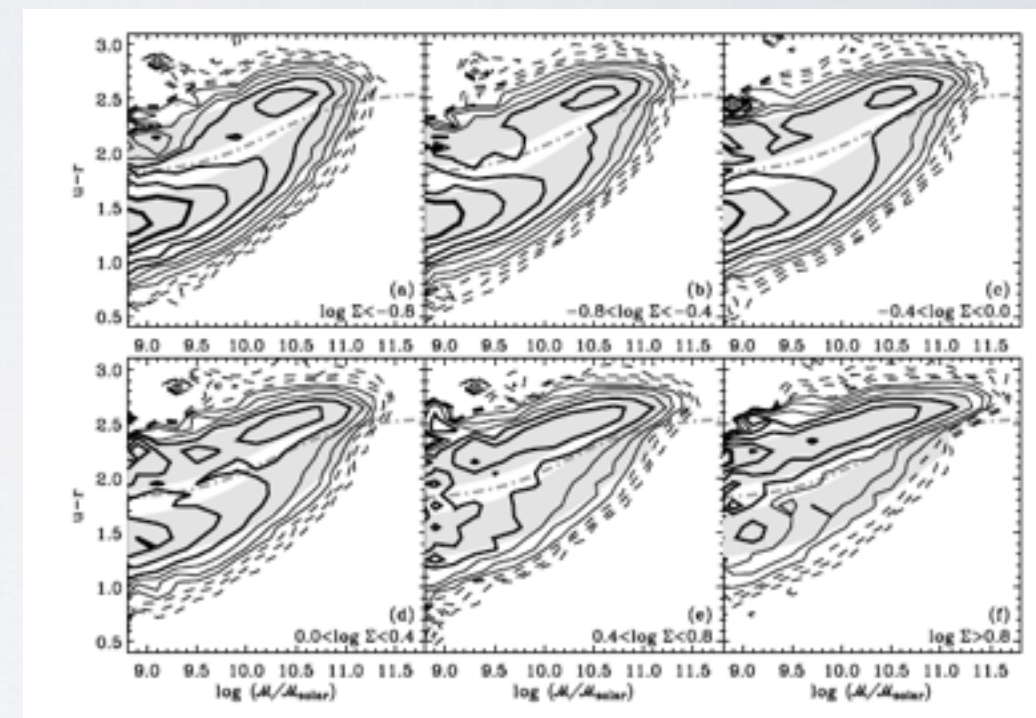 3.0
2.5
2.0
1.5
1.0
0.5
u-r
(a)
log Σ<-0.8
(b)
-0.8<log Σ<-0.4
(c)
-0.4<log Σ<0.0
9.0 9.5 10.0 10.5 11.0 11.5
9.0 9.5 10.0 10.5 11.0 11.5
9.0 9.5 10.0 10.5 11.0 11.5
3.0
2.5
2.0
1.5
1.0
0.5
u-r
(d)
0.0<log Σ<0.4
(e)
0.4<log Σ<0.8
(f)
log Σ>0.8
9.0 9.5 10.0 10.5 11.0 11.5
9.0 9.5 10.0 10.5 11.0 11.5
9.0 9.5 10.0 10.5 11.0 11.5
log (ℳ/ℳsolar)
log (ℳ/ℳsolar)
log (ℳ/ℳsolar)